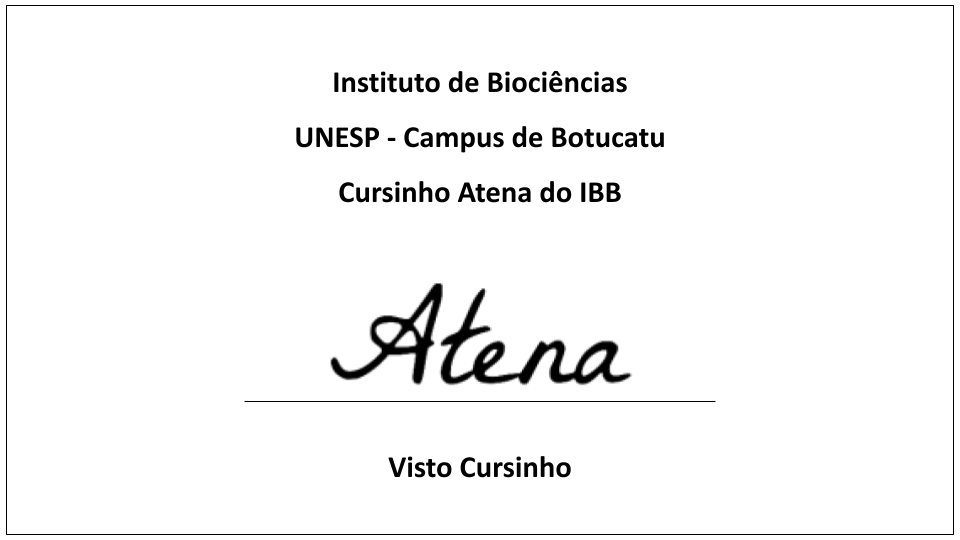 Instituto de Biociências
UNESP - Campus de Botucatu
Cursinho Atena do IBB
Atena
Visto Cursinho